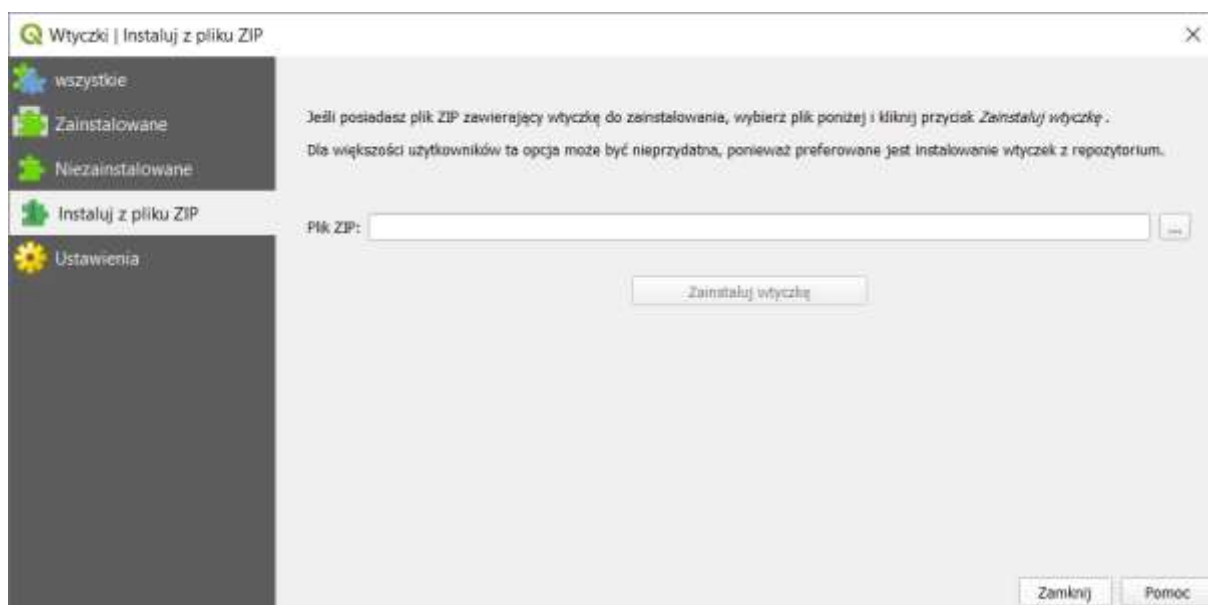 Wtyczki | Instaluj z pliku ZIP
wszystkie
Zainstalowane
Niezainstalowane
Instaluj z pliku ZIP
Ustawienia
Jeśli posiadasz plik ZIP zawierający wtyczkę do zainstalowania, wybierz plik poniżej i kliknij przycisk Zainstaluj wtyczkę .
Dla większości użytkowników ta opcja może być nieprzydatna, ponieważ preferowane jest instalowanie wtyczek z repozytorium.
Plik ZIP:
...
Zainstaluj wtyczkę
Zamknij
Pomoc